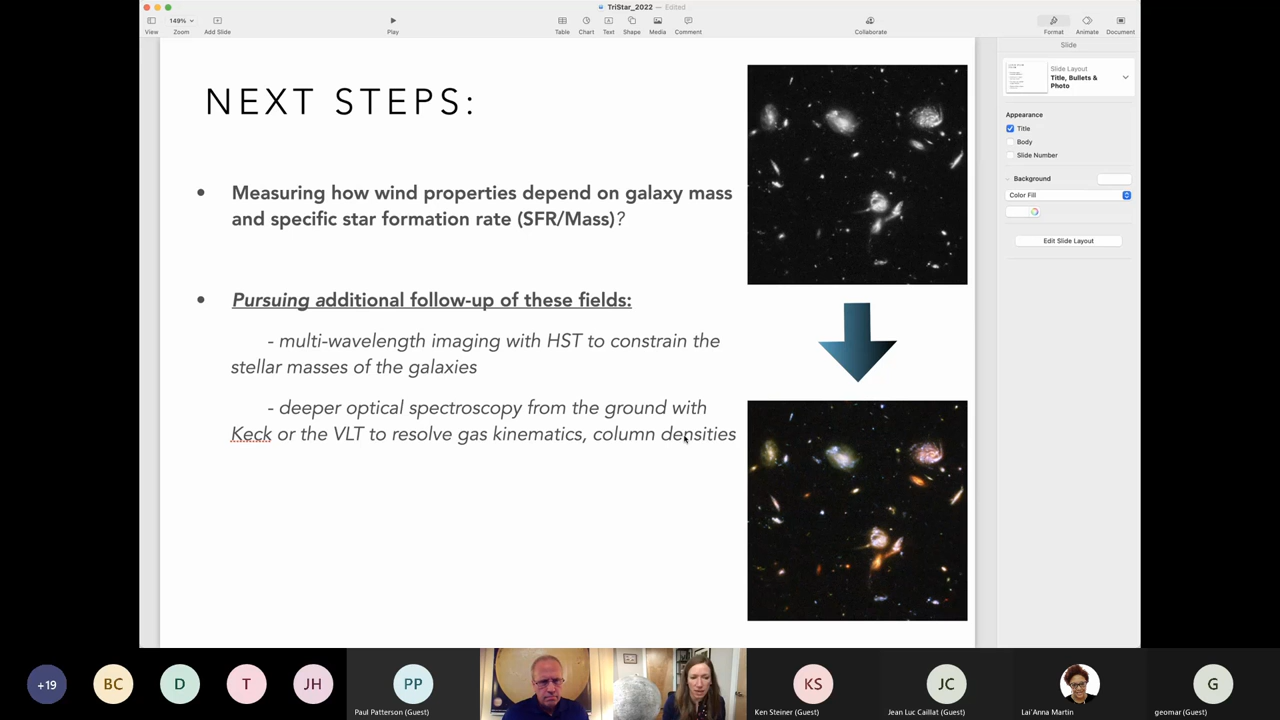 TriStar_2022 — Edited
149%
View
Zoom
Add Slide
Play
Table
Chart
Text
Shape
Media
Comment
Collaborate
Format
Animate
Document
NEXT STEPS:
• Measuring how wind properties depend on galaxy mass
and specific star formation rate (SFR/Mass)?
• Pursuing additional follow-up of these fields:
- multi-wavelength imaging with HST to constrain the
stellar masses of the galaxies
- deeper optical spectroscopy from the ground with
Keck or the VLT to resolve gas kinematics, column densities
Slide
Slide Layout
Title, Bullets &
Photo
Appearance
Title
Body
Slide Number
Background
Color Fill
Edit Slide Layout
+19
BC
D
T
JH
PP
Paul Patterson (Guest)
KS
Ken Steiner (Guest)
JC
Jean Luc Caillat (Guest)
Lai'Anna Martin
G
geomar (Guest)